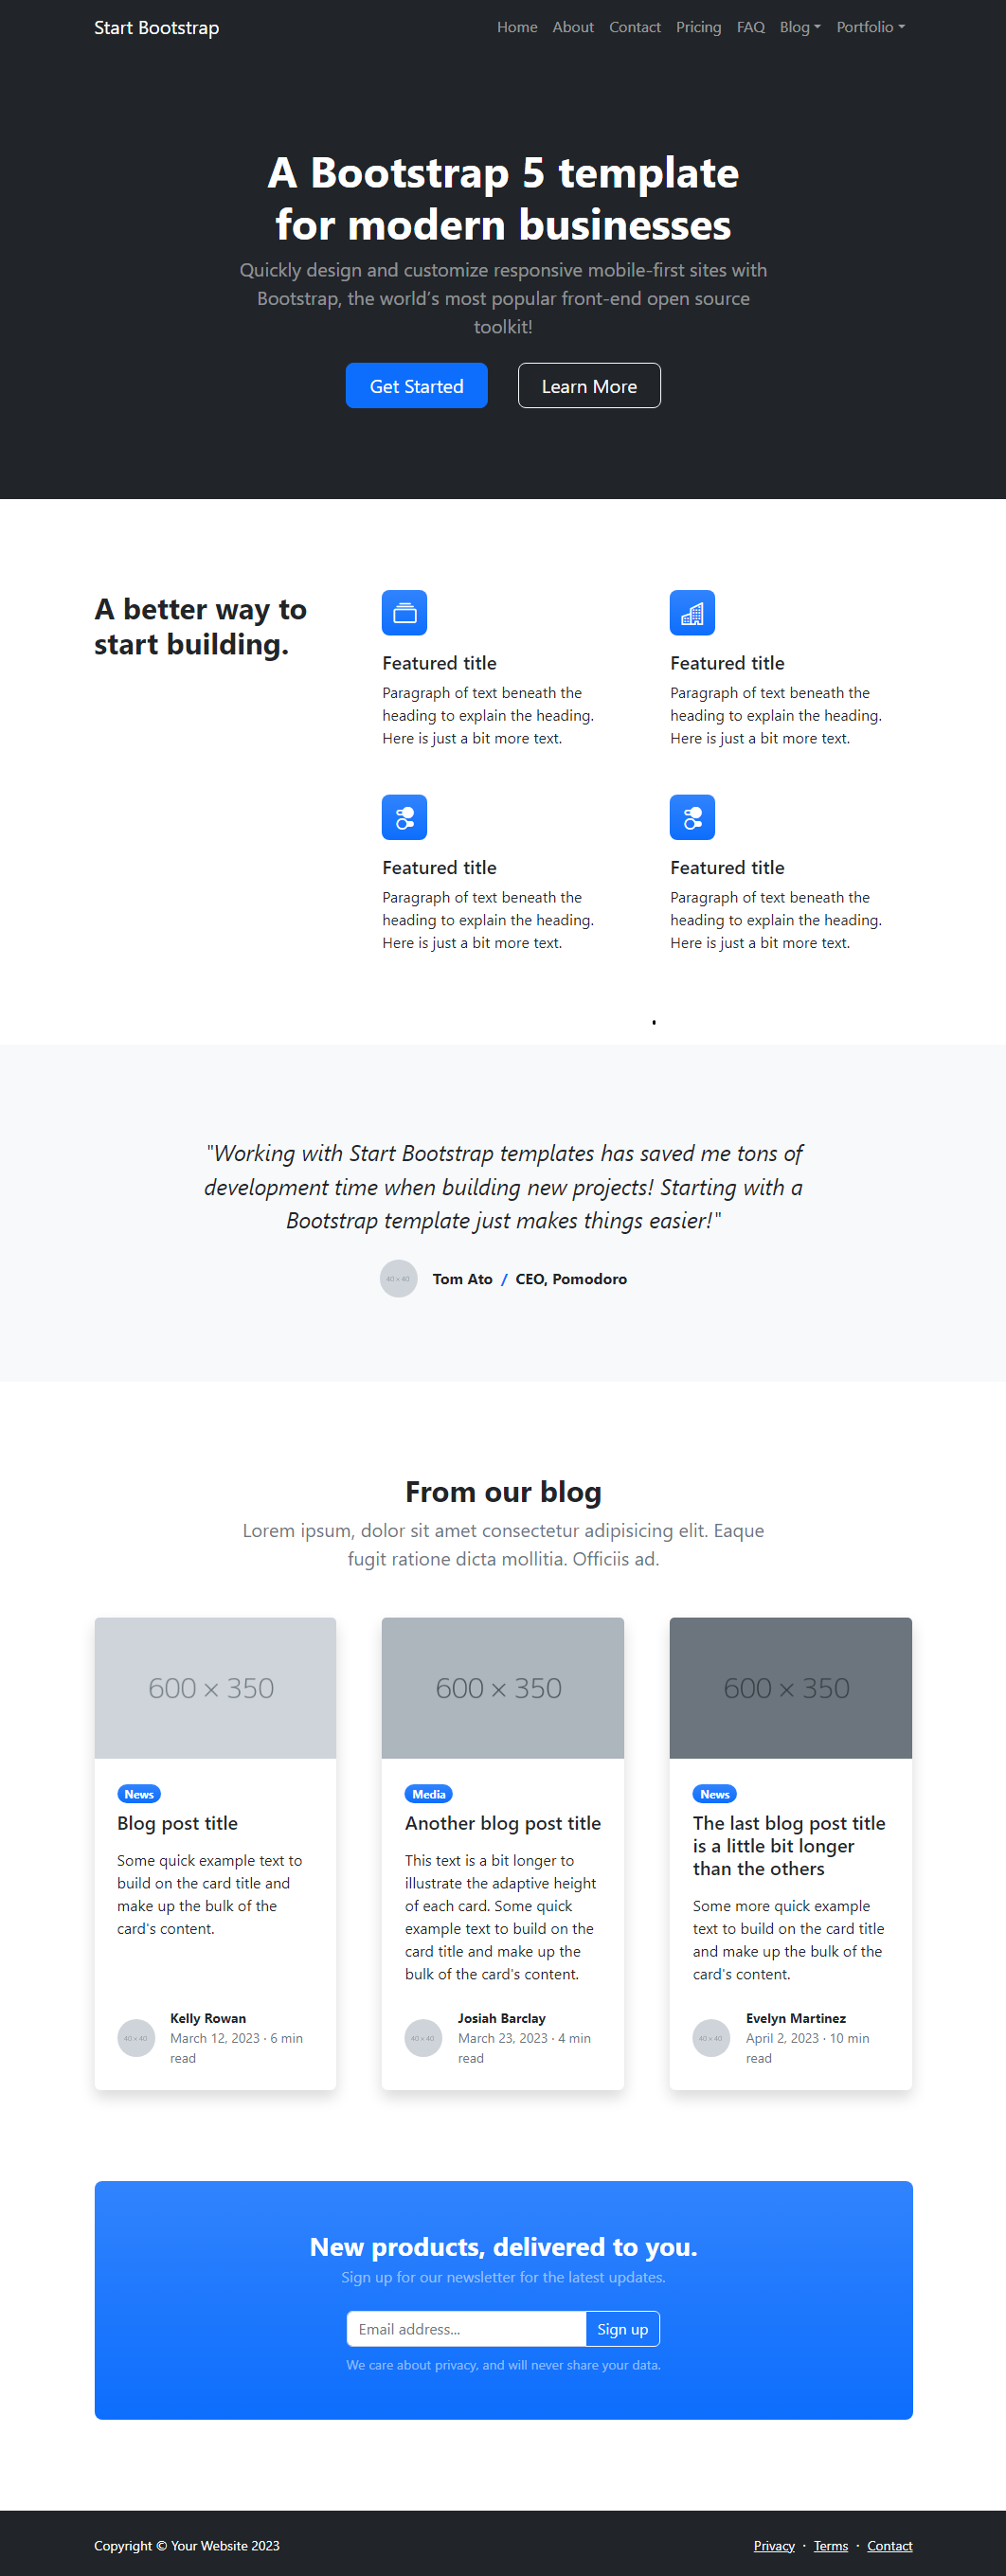 Start Bootstrap
Home About Contact Pricing FAQ Blog Portfolio
A Bootstrap 5 template
for modern businesses
Quickly design and customize responsive mobile-first sites with
Bootstrap, the world’s most popular front-end open source
toolkit!
Get Started
Learn More
A better way to
start building.
Featured title
Paragraph of text beneath the
heading to explain the heading.
Here is just a bit more text.
Featured title
Paragraph of text beneath the
heading to explain the heading.
Here is just a bit more text.
Featured title
Paragraph of text beneath the
heading to explain the heading.
Here is just a bit more text.
Featured title
Paragraph of text beneath the
heading to explain the heading.
Here is just a bit more text.
"Working with Start Bootstrap templates has saved me tons of
development time when building new projects! Starting with a
Bootstrap template just makes things easier!"
40 × 40
Tom Ato / CEO, Pomodoro
From our blog
Lorem ipsum, dolor sit amet consectetur adipisicing elit. Eaque
fugit ratione dicta mollitia. Officiis ad.
600 × 350
News
Blog post title
Some quick example text to
build on the card title and
make up the bulk of the
card's content.
40 × 40
Kelly Rowan
March 12, 2023 · 6 min
read
600 × 350
Media
Another blog post title
This text is a bit longer to
illustrate the adaptive height
of each card. Some quick
example text to build on the
card title and make up the
bulk of the card's content.
40 × 40
Josiah Barclay
March 23, 2023 · 4 min
read
600 × 350
News
The last blog post title
is a little bit longer
than the others
Some more quick example
text to build on the card title
and make up the bulk of the
card's content.
40 × 40
Evelyn Martinez
April 2, 2023 · 10 min
read
New products, delivered to you.
Sign up for our newsletter for the latest updates.
Email address...
Sign up
We care about privacy, and will never share your data.
Copyright © Your Website 2023
Privacy · Terms · Contact